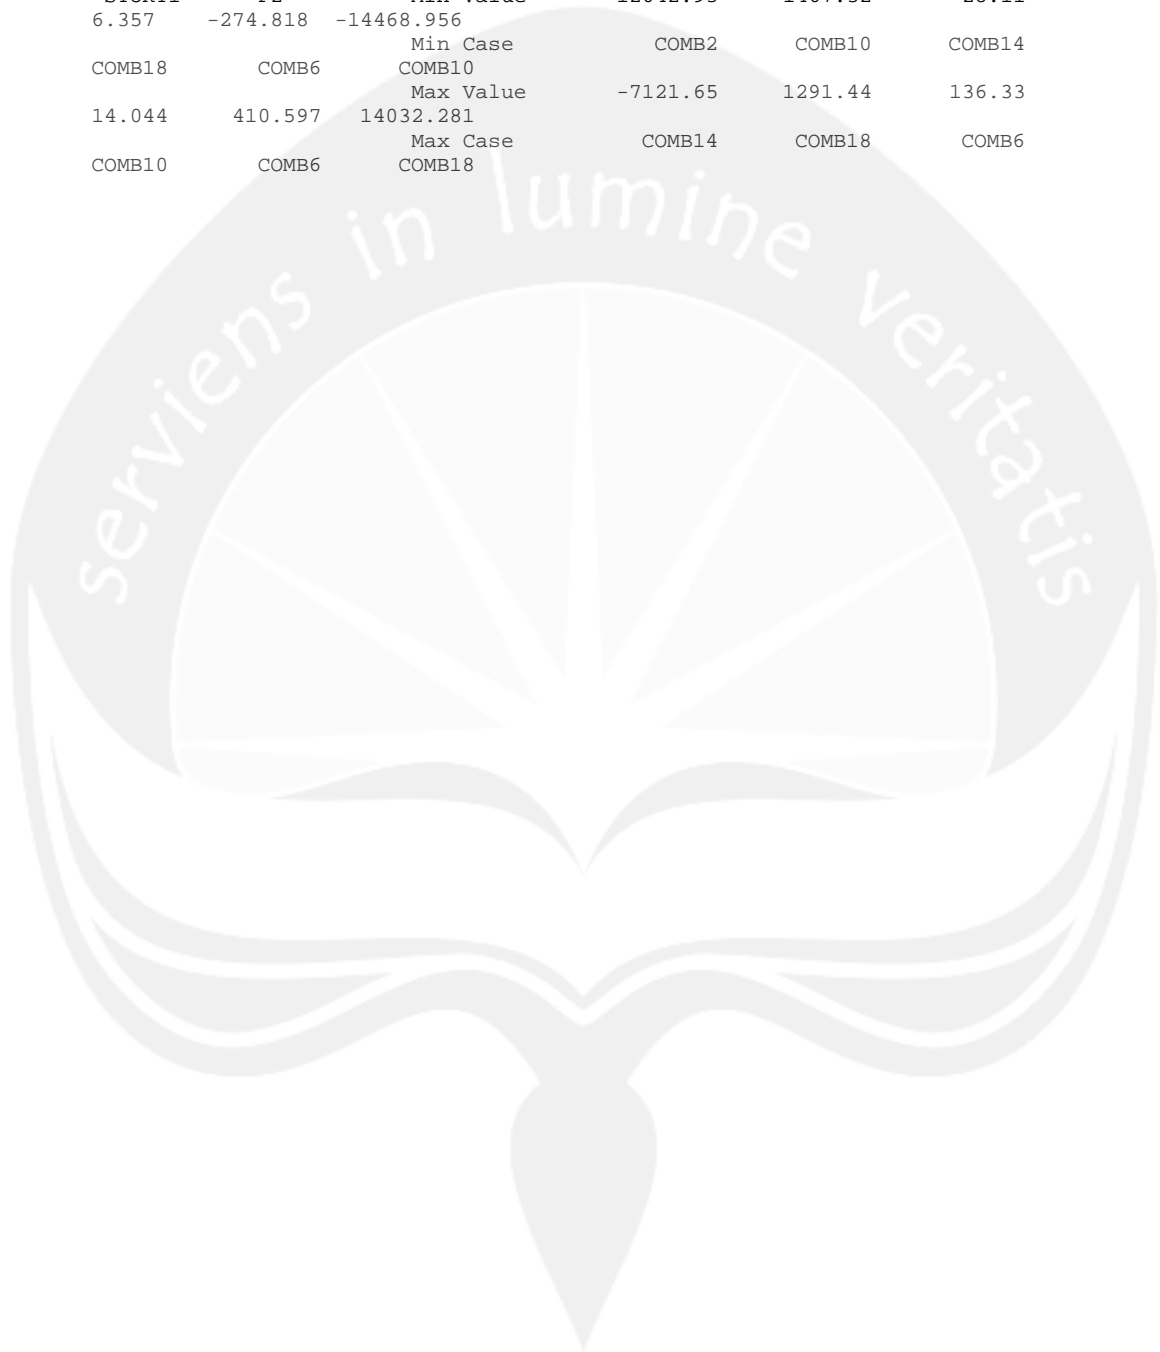 6.357 -274.818 -14468.956
Min Case COMB2 COMB10 COMB14
COMB18 COMB6 COMB10
Max Value -7121.65 1291.44 136.33
14.044 410.597 14032.281
Max Case COMB14 COMB18 COMB6
COMB10 COMB6 COMB18
serviens in lumine veritatis